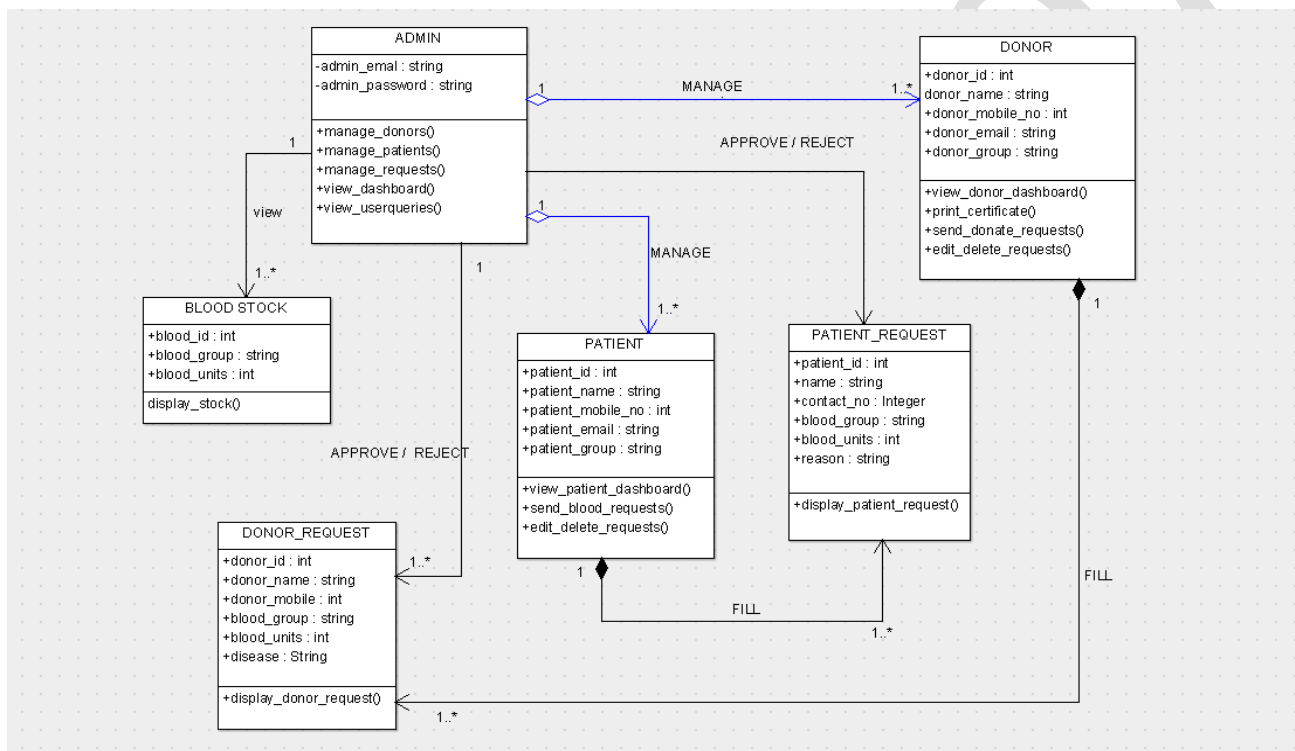 ADMIN
-admin_emal : string
-admin_password : string
+manage_donors()
+manage_patients()
+manage_requests()
+view_dashboard()
+view_userqueries()
1
MANAGE
1..*
DONOR
+donor_id : int
donor_name : string
+donor_mobile_no : int
+donor_email : string
+donor_group : string
+view_donor_dashboard()
+print_certificate()
+send_donate_requests()
+edit_delete_requests()
APPROVE / REJECT
1
view
1..*
1
MANAGE
1..*
1
BLOOD STOCK
+blood_id : int
+blood_group : string
+blood_units : int
display_stock()
PATIENT
+patient_id : int
+patient_name : string
+patient_mobile_no : int
+patient_email : string
+patient_group : string
+view_patient_dashboard()
+send_blood_requests()
+edit_delete_requests()
PATIENT_REQUEST
+patient_id : int
+name : string
+contact_no : Integer
+blood_group : string
+blood_units : int
+reason : string
+display_patient_request()
1
APPROVE / REJECT
1..*
DONOR_REQUEST
+donor_id : int
+donor_name : string
+donor_mobile : int
+blood_group : string
+blood_units : int
+disease : String
+display_donor_request()
1
FILL
1..*
FILL
1..*